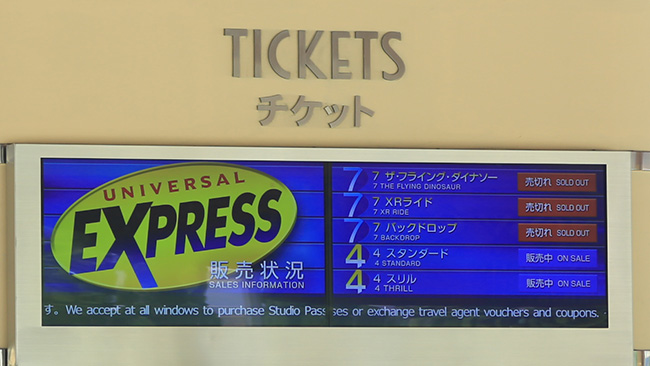 TICKETS
チケット
UNIVERSAL
EXPRESS
販売状況
SALES INFORMATION
7 7 ザ・フライング・ダイナソー 売切れ SOLD OUT
7 THE FLYING DINOSAUR
7 7 XRライド 売切れ SOLD OUT
7 XR RIDE
7 7 バックドロップ 売切れ SOLD OUT
7 BACKDROP
4 4 スタンダード 販売中 ON SALE
4 STANDARD
4 4 スリル 販売中 ON SALE
4 THRILL
す。We accept at all windows to purchase Studio Passes or exchange travel agent vouchers and coupons.